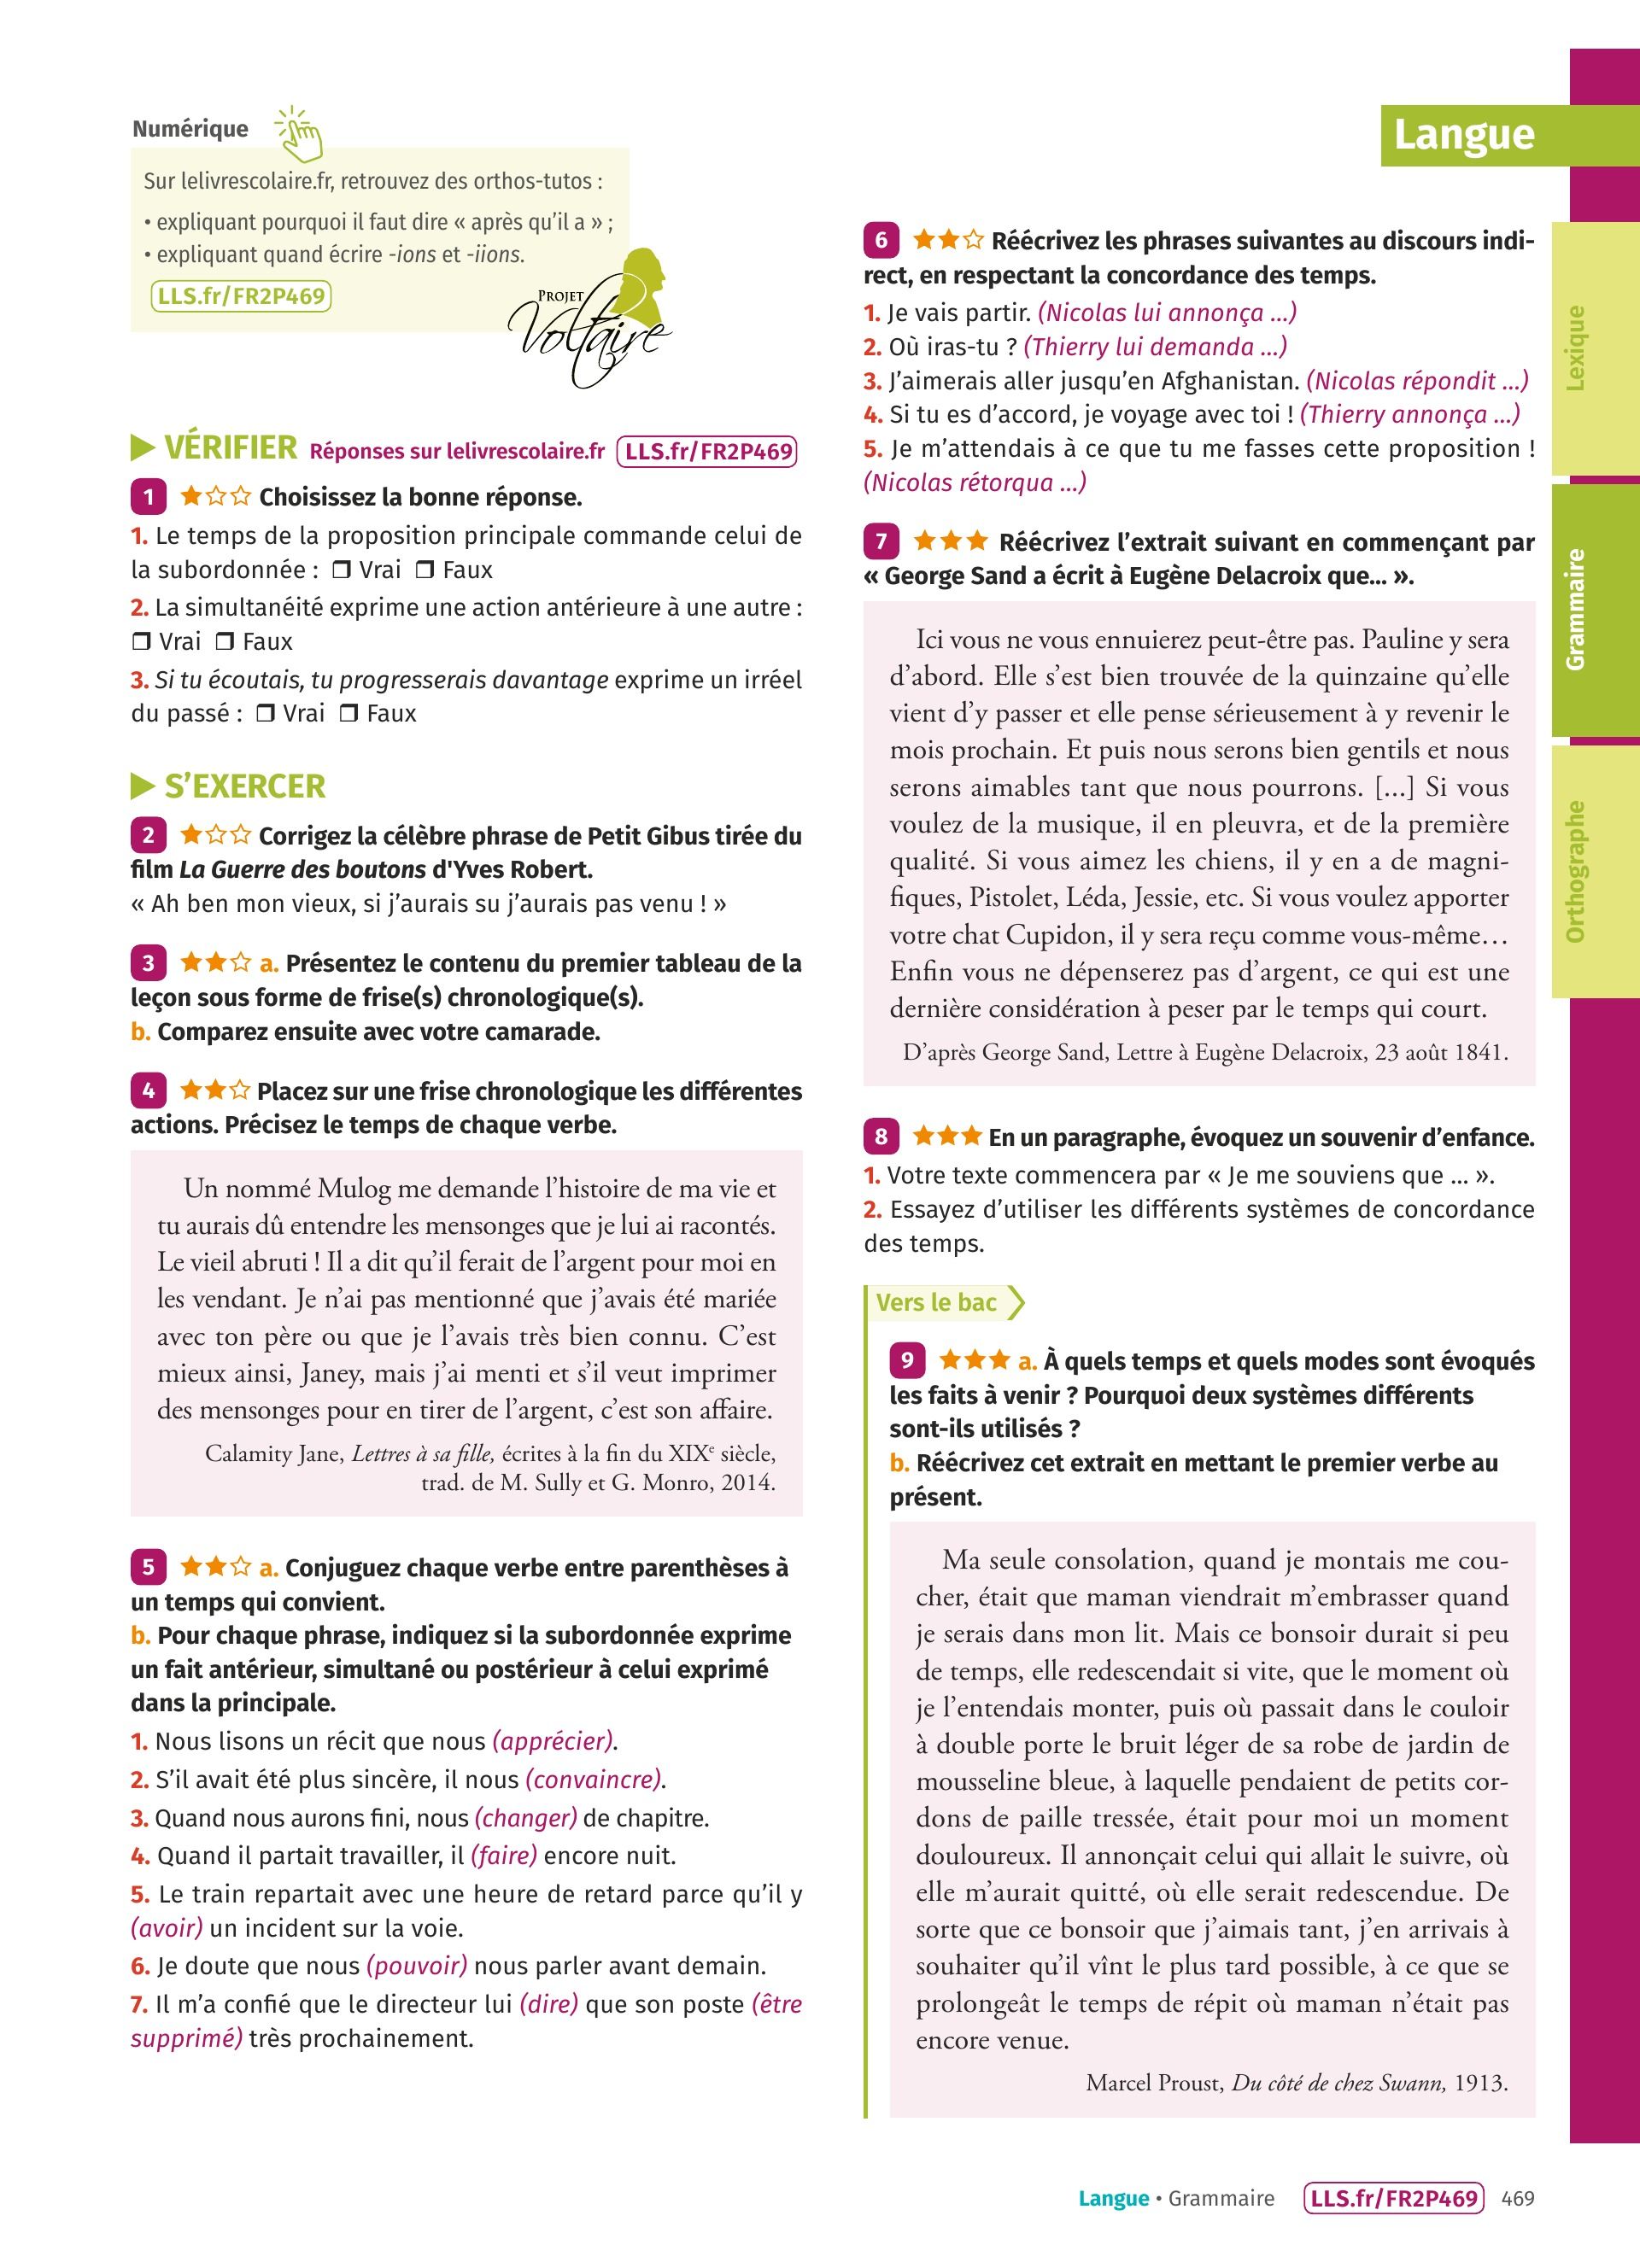 Numérique
Sur lelivrescolaire.fr, retrouvez des orthos-tutos :
• expliquant pourquoi il faut dire « après qu’il a » ;
• expliquant quand écrire -ions et -iions.
LLS.fr/FR2P469
PROJET
Voltaire
▶ VÉRIFIER Réponses sur lelivrescolaire.fr LLS.fr/FR2P469
1 ★☆☆ Choisissez la bonne réponse.
1. Le temps de la proposition principale commande celui de
la subordonnée : ❒ Vrai ❒ Faux
2. La simultanéité exprime une action antérieure à une autre :
❒ Vrai ❒ Faux
3. Si tu écoutais, tu progresserais davantage exprime un irréel
du passé : ❒ Vrai ❒ Faux
▶ S’EXERCER
2 ★☆☆ Corrigez la célèbre phrase de Petit Gibus tirée du
film La Guerre des boutons d'Yves Robert.
« Ah ben mon vieux, si j’aurais su j’aurais pas venu ! »
3 ★★☆ a. Présentez le contenu du premier tableau de la
leçon sous forme de frise(s) chronologique(s).
b. Comparez ensuite avec votre camarade.
4 ★★☆ Placez sur une frise chronologique les différentes
actions. Précisez le temps de chaque verbe.
Un nommé Mulog me demande l’histoire de ma vie et
tu aurais dû entendre les mensonges que je lui ai racontés.
Le vieil abruti ! Il a dit qu’il ferait de l’argent pour moi en
les vendant. Je n’ai pas mentionné que j’avais été mariée
avec ton père ou que je l’avais très bien connu. C’est
mieux ainsi, Janey, mais j’ai menti et s’il veut imprimer
des mensonges pour en tirer de l’argent, c’est son affaire.
Calamity Jane, Lettres à sa fille, écrites à la fin du XIXe siècle,
trad. de M. Sully et G. Monro, 2014.
5 ★★☆ a. Conjuguez chaque verbe entre parenthèses à
un temps qui convient.
b. Pour chaque phrase, indiquez si la subordonnée exprime
un fait antérieur, simultané ou postérieur à celui exprimé
dans la principale.
1. Nous lisons un récit que nous (apprécier).
2. S’il avait été plus sincère, il nous (convaincre).
3. Quand nous aurons fini, nous (changer) de chapitre.
4. Quand il partait travailler, il (faire) encore nuit.
5. Le train repartait avec une heure de retard parce qu’il y
(avoir) un incident sur la voie.
6. Je doute que nous (pouvoir) nous parler avant demain.
7. Il m’a confié que le directeur lui (dire) que son poste (être
supprimé) très prochainement.
Langue
6 ★★☆ Réécrivez les phrases suivantes au discours indi-
rect, en respectant la concordance des temps.
1. Je vais partir. (Nicolas lui annonça ...)
2. Où iras-tu ? (Thierry lui demanda ...)
3. J’aimerais aller jusqu’en Afghanistan. (Nicolas répondit ...)
4. Si tu es d’accord, je voyage avec toi ! (Thierry annonça ...)
5. Je m’attendais à ce que tu me fasses cette proposition !
(Nicolas rétorqua ...)
7 ★★★ Réécrivez l’extrait suivant en commençant par
« George Sand a écrit à Eugène Delacroix que... ».
Ici vous ne vous ennuierez peut-être pas. Pauline y sera
d’abord. Elle s’est bien trouvée de la quinzaine qu’elle
vient d’y passer et elle pense sérieusement à y revenir le
mois prochain. Et puis nous serons bien gentils et nous
serons aimables tant que nous pourrons. [...] Si vous
voulez de la musique, il en pleuvra, et de la première
qualité. Si vous aimez les chiens, il y en a de magni-
fiques, Pistolet, Léda, Jessie, etc. Si vous voulez apporter
votre chat Cupidon, il y sera reçu comme vous-même…
Enfin vous ne dépenserez pas d’argent, ce qui est une
dernière considération à peser par le temps qui court.
D’après George Sand, Lettre à Eugène Delacroix, 23 août 1841.
8 ★★★ En un paragraphe, évoquez un souvenir d’enfance.
1. Votre texte commencera par « Je me souviens que ... ».
2. Essayez d’utiliser les différents systèmes de concordance
des temps.
Vers le bac
9 ★★★ a. À quels temps et quels modes sont évoqués
les faits à venir ? Pourquoi deux systèmes différents
sont-ils utilisés ?
b. Réécrivez cet extrait en mettant le premier verbe au
présent.
Ma seule consolation, quand je montais me cou-
cher, était que maman viendrait m’embrasser quand
je serais dans mon lit. Mais ce bonsoir durait si peu
de temps, elle redescendait si vite, que le moment où
je l’entendais monter, puis où passait dans le couloir
à double porte le bruit léger de sa robe de jardin de
mousseline bleue, à laquelle pendaient de petits cor-
dons de paille tressée, était pour moi un moment
douloureux. Il annonçait celui qui allait le suivre, où
elle m’aurait quitté, où elle serait redescendue. De
sorte que ce bonsoir que j’aimais tant, j’en arrivais à
souhaiter qu’il vînt le plus tard possible, à ce que se
prolongeât le temps de répit où maman n’était pas
encore venue.
Marcel Proust, Du côté de chez Swann, 1913.
Lexique
Grammaire
Orthographe
Langue • Grammaire LLS.fr/FR2P469 469